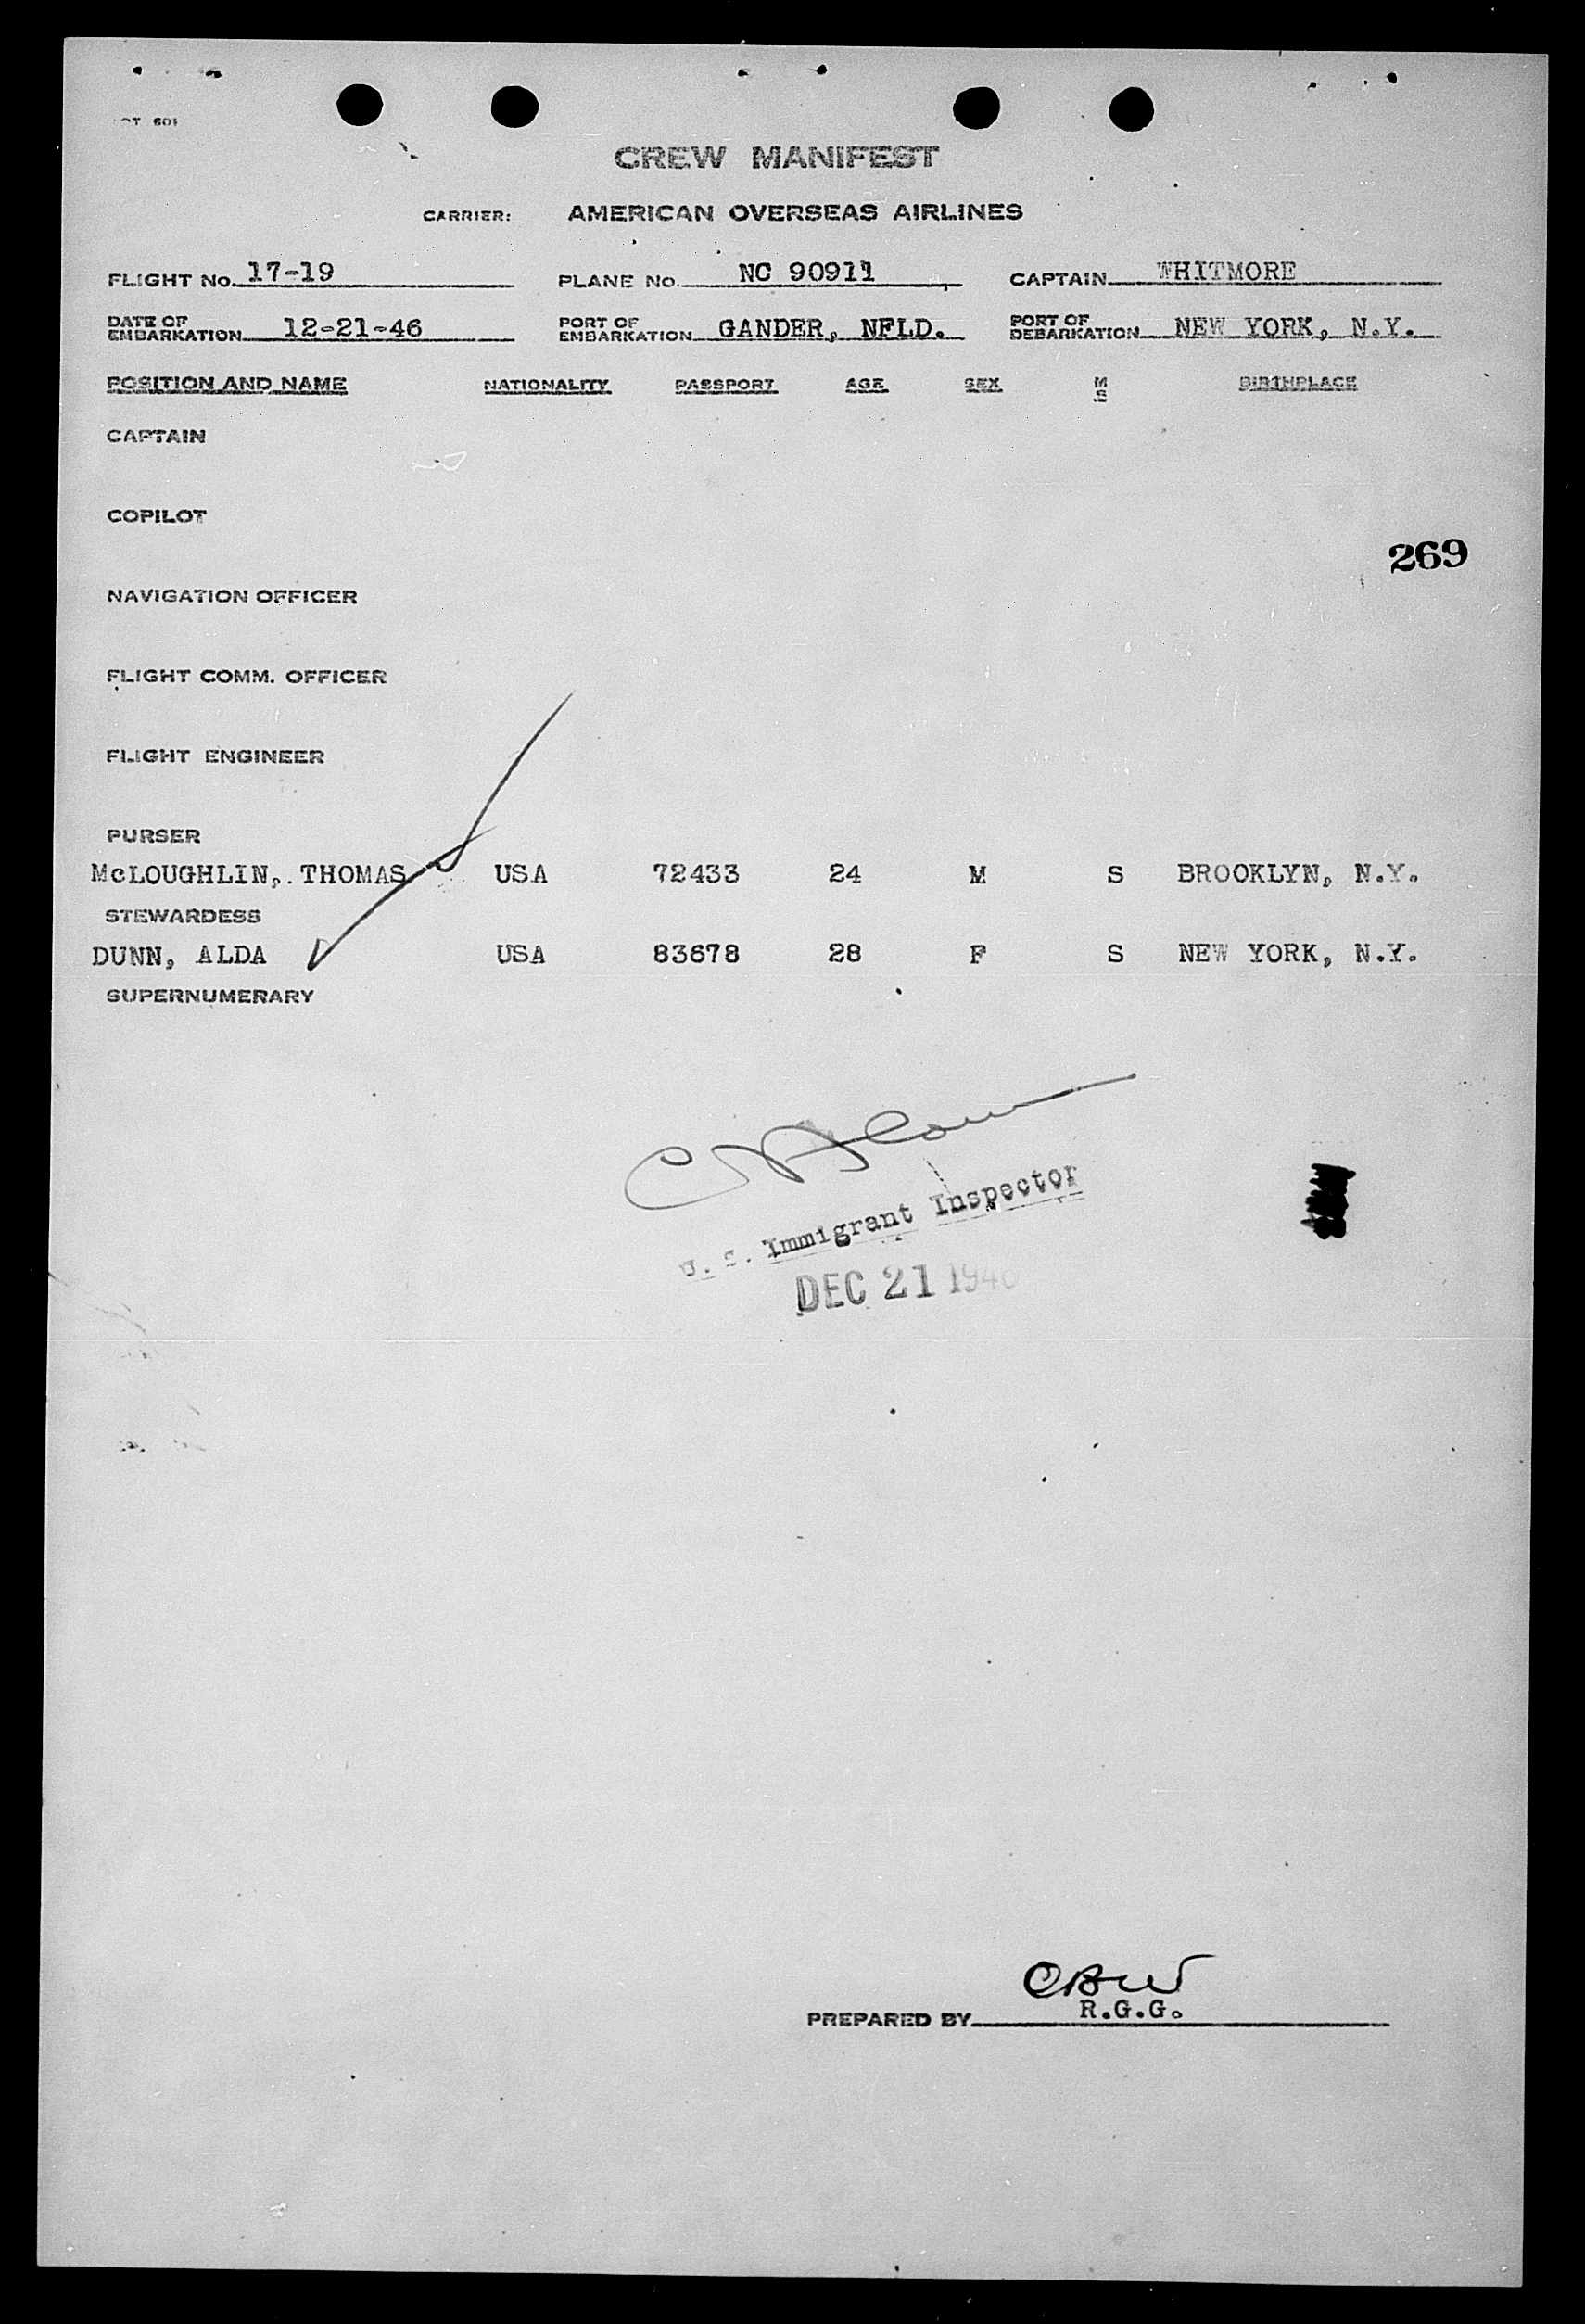 601
CREW MANIFEST
CARRIER: AMERICAN OVERSEAS AIRLINES
FLIGHT No. 17-19 PLANE No. NC 90911 CAPTAIN WHITMORE
DATE OF EMBARKATION 12-21-46 PORT OF EMBARKATION GANDER, NFLD. PORT OF DEBARKATION NEW YORK, N.Y.
POSITION AND NAME NATIONALITY PASSPORT AGE SEX M S BIRTHPLACE
CAPTAIN
COPILOT
269
NAVIGATION OFFICER
FLIGHT COMM. OFFICER
FLIGHT ENGINEER
PURSER
McLOUGHLIN, THOMAS USA 72433 24 M S BROOKLYN, N.Y.
STEWARDESS
DUNN, ALDA USA 83678 28 F S NEW YORK, N.Y.
SUPERNUMERARY
U. S. Immigrant Inspector
DEC 21 1946
CBW
PREPARED BY R.G.G.